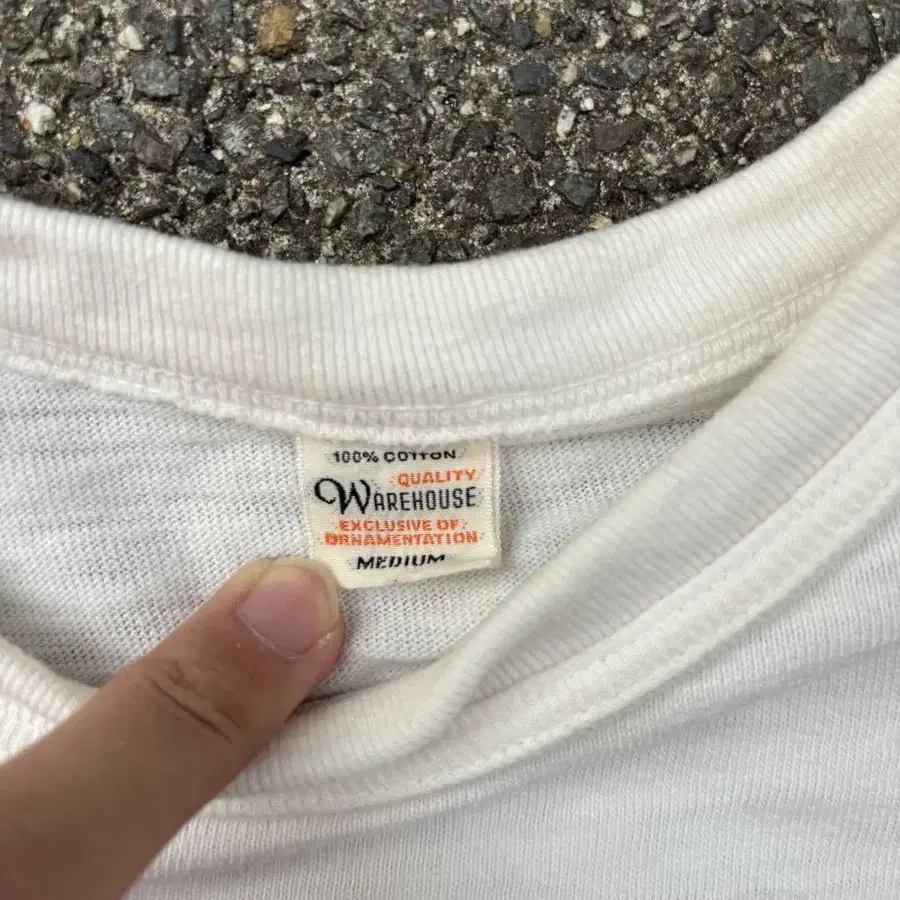 100% COTTON
QUALITY
WAREHOUSE
EXCLUSIVE OF
ORNAMENTATION
MEDIUM